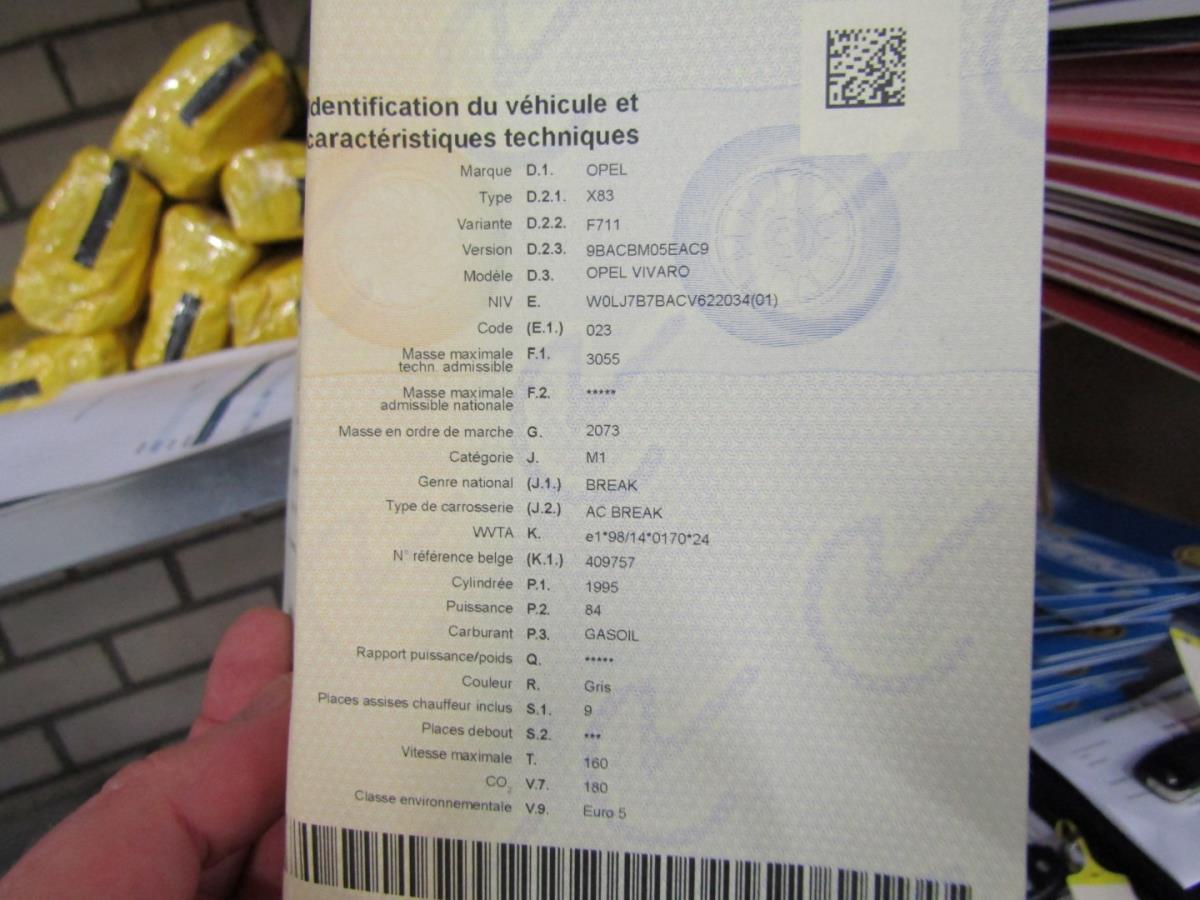 dentification du véhicule et
caractéristiques techniques
Marque D.1. OPEL
Type D.2.1. X83
Variante D.2.2. F711
Version D.2.3. 9BACBM05EAC9
Modèle D.3. OPEL VIVARO
NIV E. W0LJ7B7BACV622034(01)
Code (E.1.) 023
Masse maximale
techn. admissible F.1. 3055
Masse maximale
admissible nationale F.2. *****
Masse en ordre de marche G. 2073
Catégorie J. M1
Genre national (J.1.) BREAK
Type de carrosserie (J.2.) AC BREAK
WVTA K. e1*98/14*0170*24
N° référence belge (K.1.) 409757
Cylindrée P.1. 1995
Puissance P.2. 84
Carburant P.3. GASOIL
Rapport puissance/poids Q. *****
Couleur R. Gris
Places assises chauffeur inclus S.1. 9
Places debout S.2. ***
Vitesse maximale T. 160
CO₂ V.7. 180
Classe environnementale V.9. Euro 5